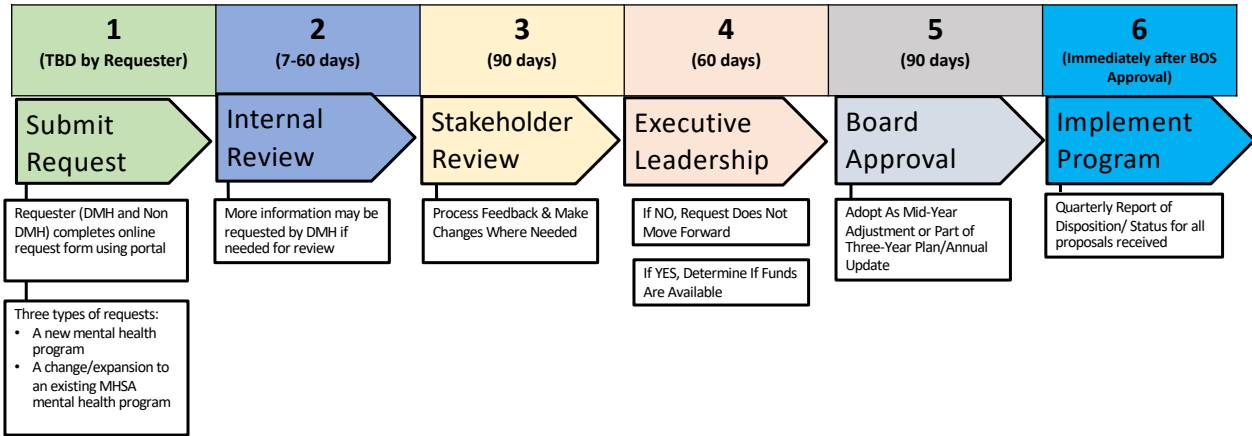 1
(TBD by Requester)
Submit
Request
Requester (DMH and Non
DMH) completes online
request form using portal
Three types of requests:
• A new mental health
program
• A change/expansion to
an existing MHSA
mental health program
2
(7-60 days)
Internal
Review
More information may be
requested by DMH if
needed for review
3
(90 days)
Stakeholder
Review
Process Feedback & Make
Changes Where Needed
4
(60 days)
Executive
Leadership
If NO, Request Does Not
Move Forward
If YES, Determine If Funds
Are Available
5
(90 days)
Board
Approval
Adopt As Mid-Year
Adjustment or Part of
Three-Year Plan/Annual
Update
6
(Immediately after BOS
Approval)
Implement
Program
Quarterly Report of
Disposition/ Status for all
proposals received